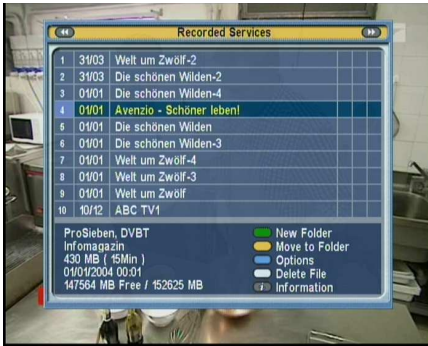 Recorded Services
1 31/03 Welt um Zwölf-2
2 31/03 Die schönen Wilden-2
3 01/01 Die schönen Wilden-4
4 01/01 Avenzio - Schöner leben!
5 01/01 Die schönen Wilden
6 01/01 Die schönen Wilden-3
7 01/01 Welt um Zwölf-4
8 01/01 Welt um Zwölf-3
9 01/01 Welt um Zwölf
10 10/12 ABC TV1
ProSieben, DVBT
Infomagazin
430 MB ( 15Min )
01/01/2004 00:01
147564 MB Free / 152625 MB
New Folder
Move to Folder
Options
Delete File
i Information